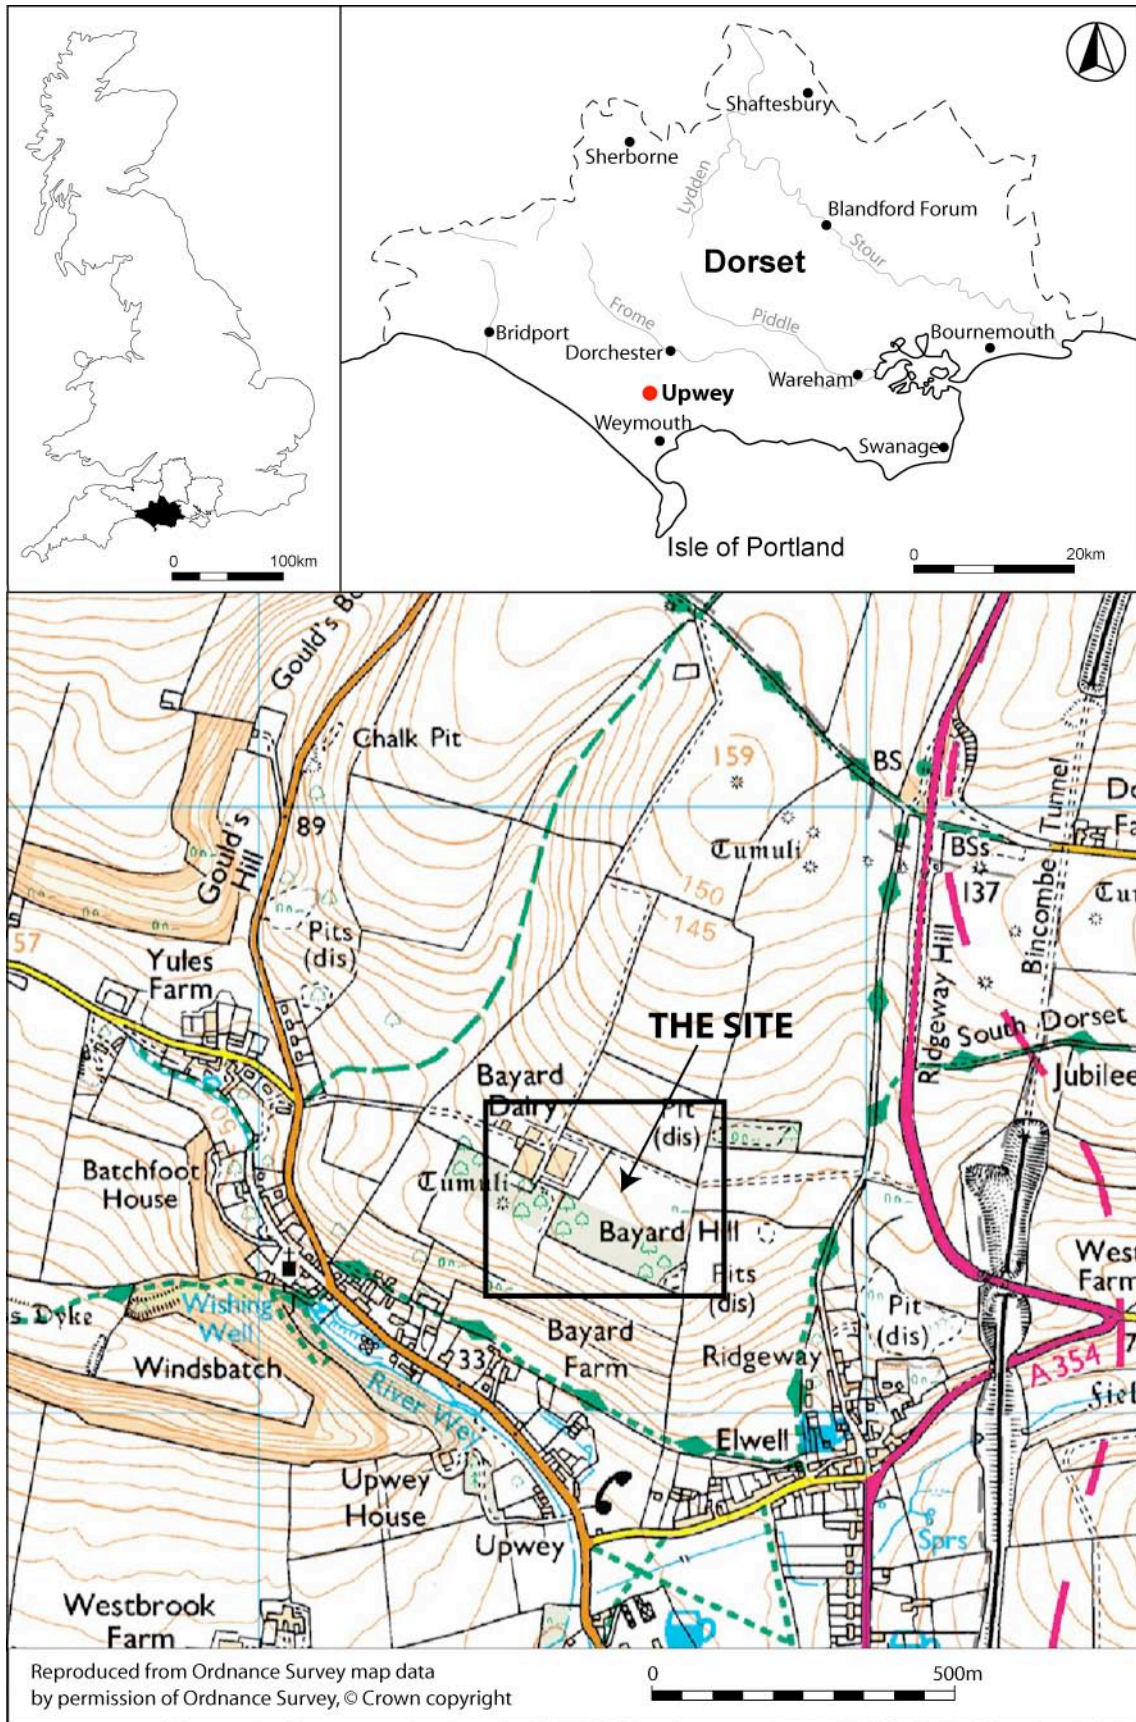 0
100km
Shaftesbury
Sherborne
Lydden
Blandford Forum
Stour
Dorset
Frome
Piddle
Bridport
Dorchester
Bournemouth
Wareham
Upwey
Weymouth
Swanage
Isle of Portland
0
20km
Gould's
Chalk Pit
159
BS
Tunnel
89
Gould's
Hill
Tumuli
BSs
150
137
145
57
Pits
(dis)
Bincombe
Yules
Farm
THE SITE
Ridgeway Hill
South Dorset
Jubilee
Bayard
Dairy
Pit
(dis)
Batchfoot
House
Tumuli
Bayard Hill
Pits
(dis)
Pit
(dis)
Farm
Dyke
Wishing
Well
Windsbatch
Bayard
Farm
33
Ridgeway
A 354
River Wey
Elwell
Upwey
House
Upwey
Sprs
Westbrook
Farm
Reproduced from Ordnance Survey map data
by permission of Ordnance Survey, © Crown copyright
0
500m